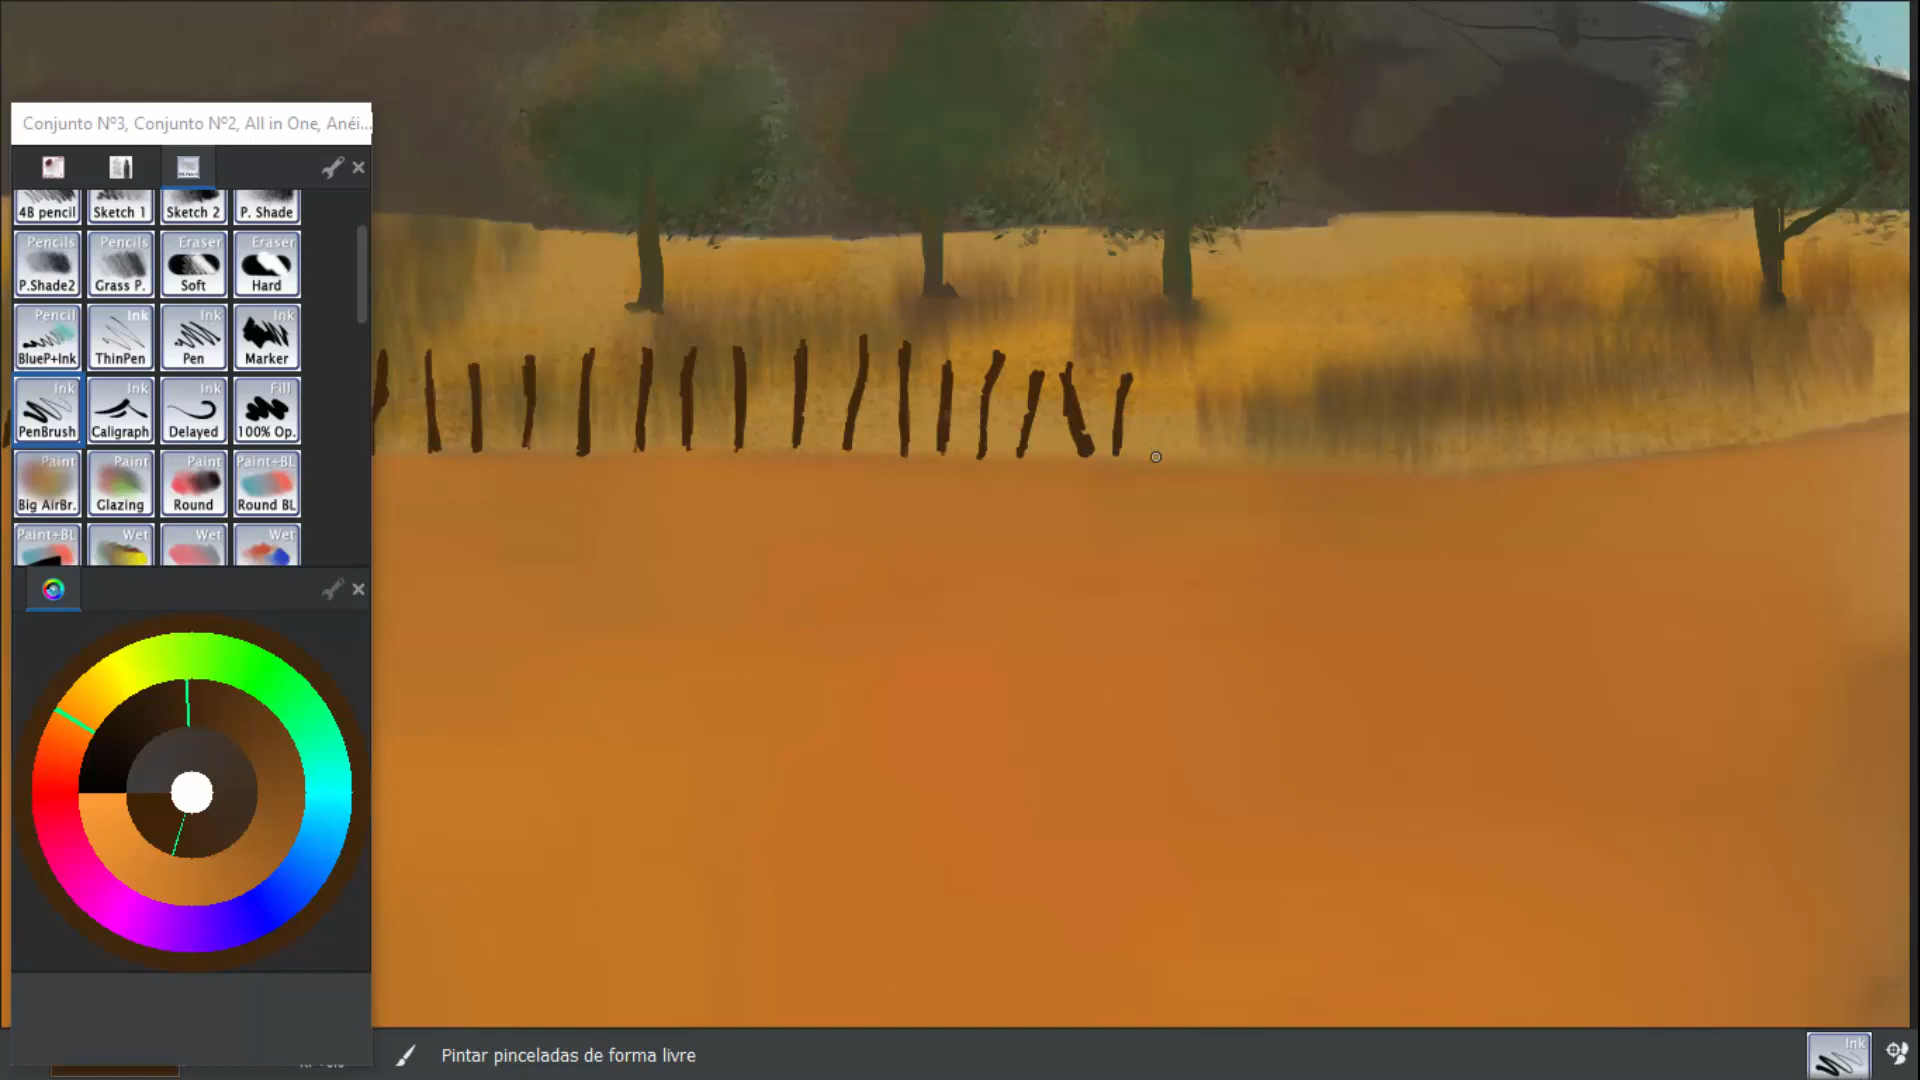 Conjunto Nº3, Conjunto Nº2, All in One, Anéi...
4B pencil Sketch 1 Sketch 2 P. Shade
Pencils Pencils Eraser Eraser
P.Shade2 Grass P. Soft Hard
Pencil Ink Ink Ink
BlueP+Ink ThinPen Pen Marker
Ink Ink Ink Fill
PenBrush Caligraph Delayed 100% Op.
Paint Paint Paint Paint+BL
Big AirBr. Glazing Round Round BL
Paint+BL Wet Wet Wet
Pintar pinceladas de forma livre
Ink